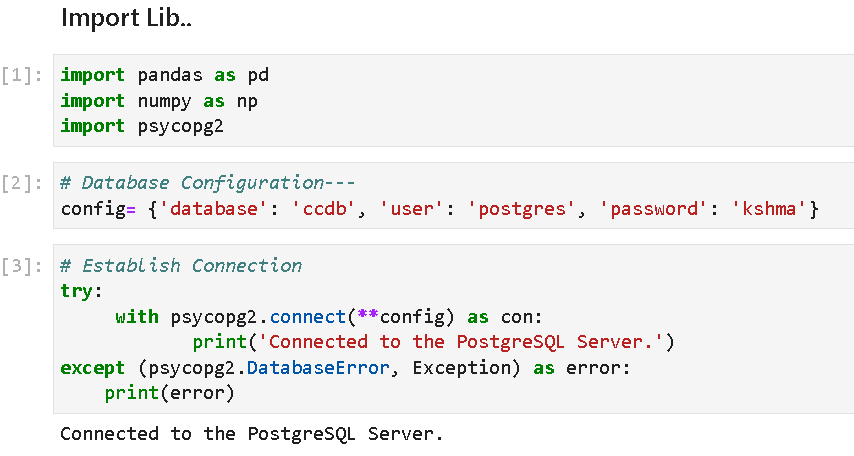 Import Lib..
[1]: import pandas as pd
import numpy as np
import psycopg2
[2]: # Database Configuration---
config= {'database': 'ccdb', 'user': 'postgres', 'password': 'kshma'}
[3]: # Establish Connection
try:
     with psycopg2.connect(**config) as con:
            print('Connected to the PostgreSQL Server.')
except (psycopg2.DatabaseError, Exception) as error:
    print(error)
Connected to the PostgreSQL Server.